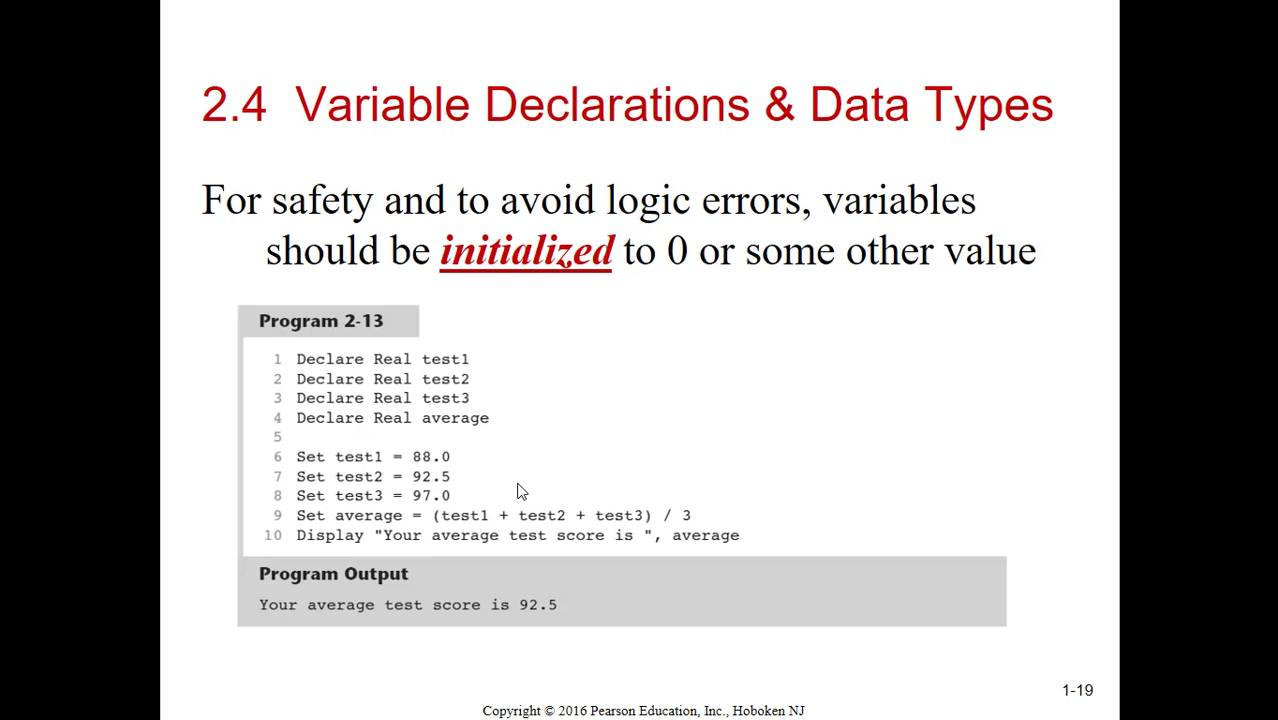 2.4 Variable Declarations & Data Types
For safety and to avoid logic errors, variables
should be initialized to 0 or some other value
Program 2-13
1 Declare Real test1
2 Declare Real test2
3 Declare Real test3
4 Declare Real average
5
6 Set test1 = 88.0
7 Set test2 = 92.5
8 Set test3 = 97.0
9 Set average = (test1 + test2 + test3) / 3
10 Display "Your average test score is ", average
Program Output
Your average test score is 92.5
1-19
Copyright © 2016 Pearson Education, Inc., Hoboken NJ